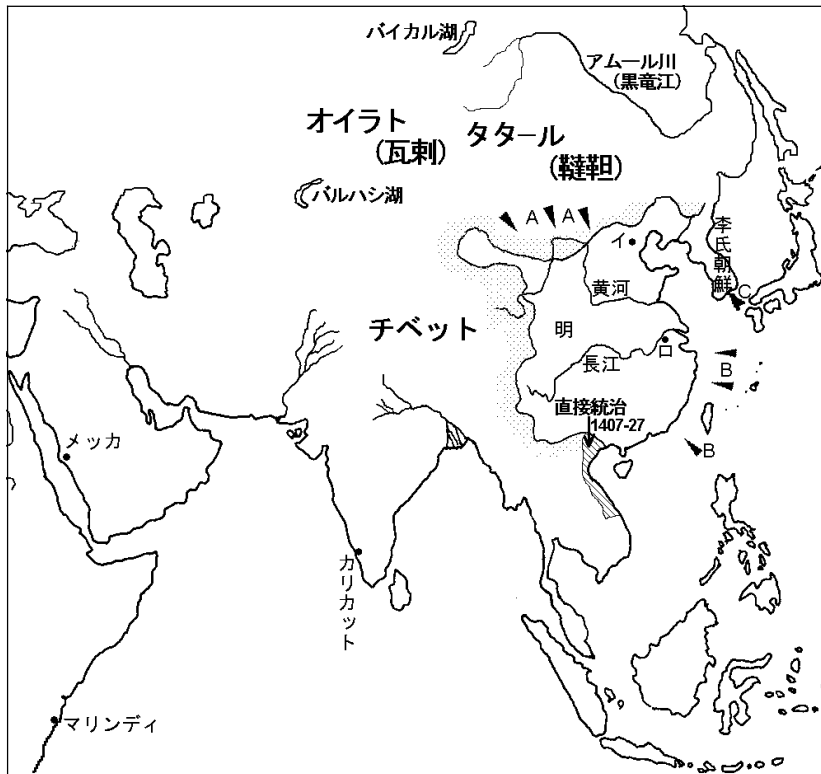 バイカル湖
アムール川
(黒竜江)
オイラト
(瓦剌)
タタール
(韃靼)
バルハシ湖
A
A
イ
李氏朝鮮
C
黄河
チベット
明
長江
ロ
B
直接統治
1407-27
B
メッカ
カリカット
マリンディ